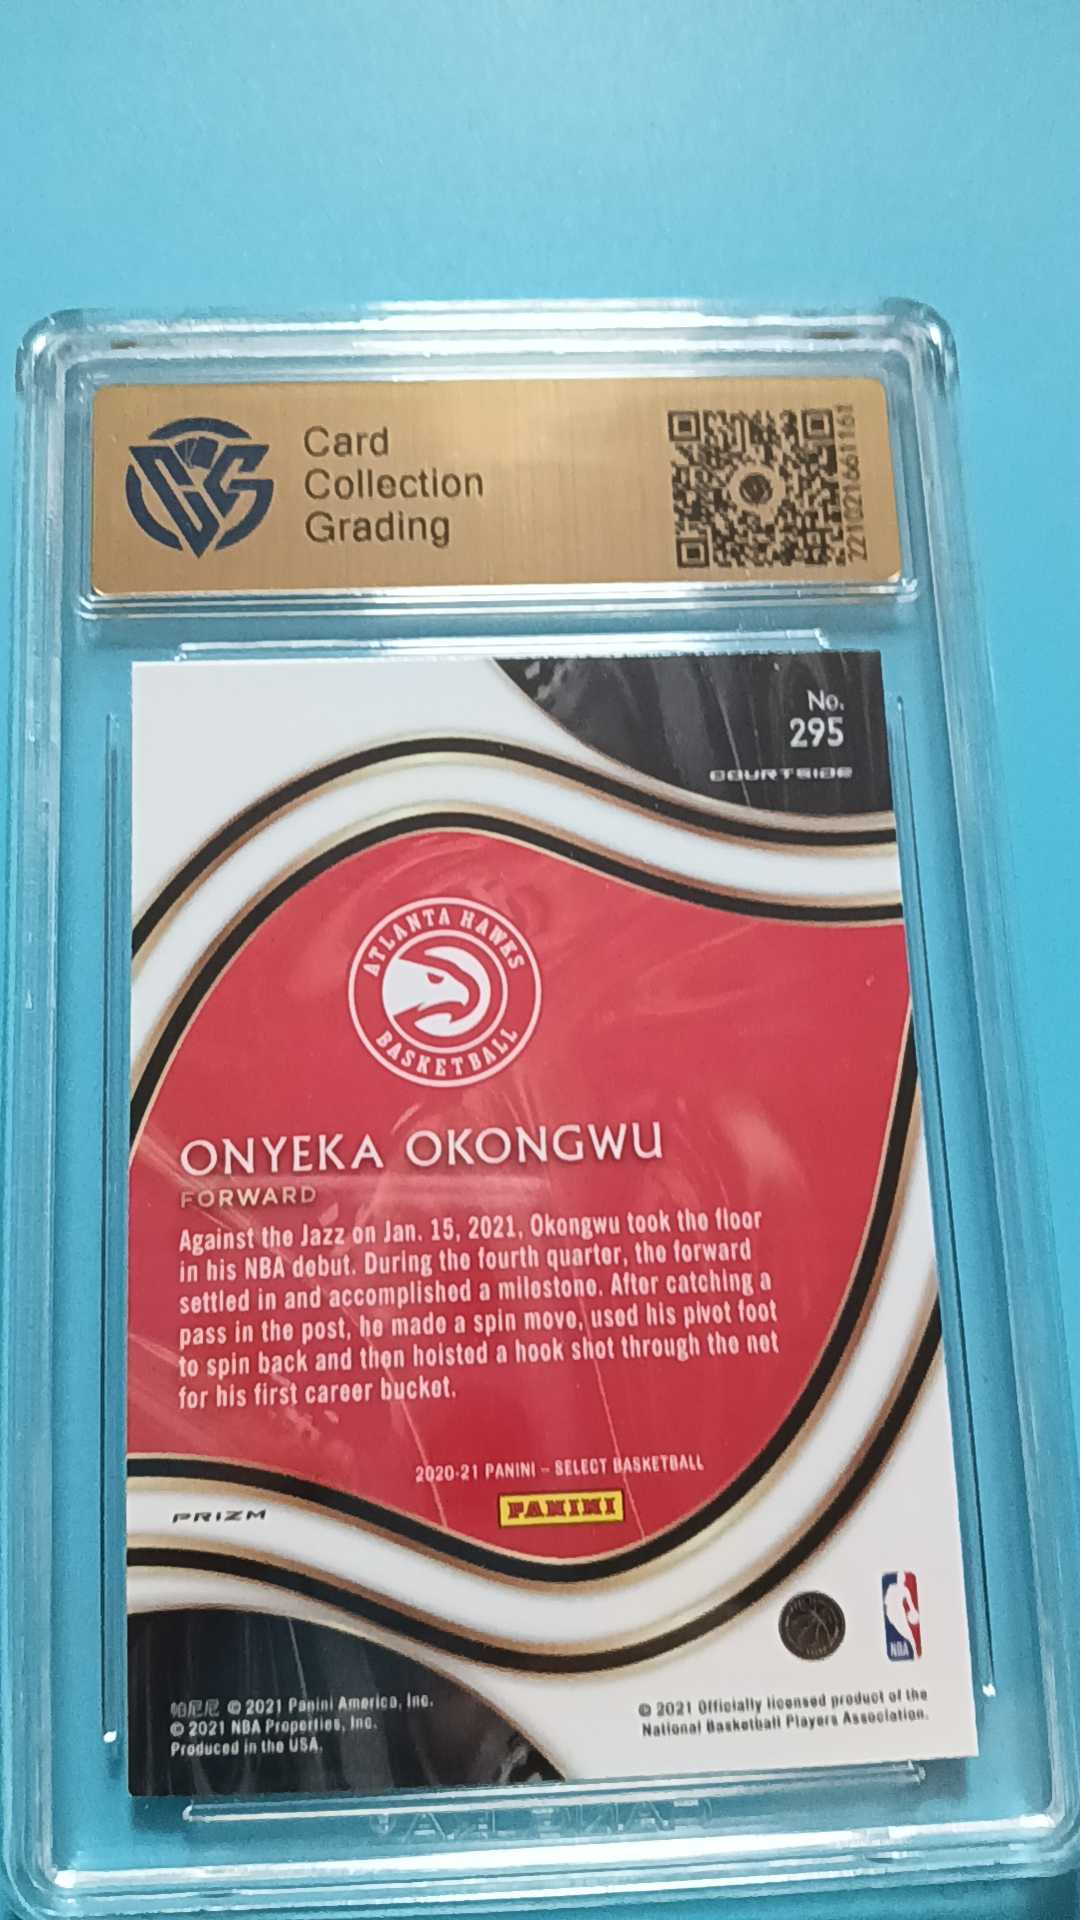 Card
Collection
Grading
221021661161
No.
295
COURTSIDE
ATLANTA HAWKS
BASKETBALL
ONYEKA OKONGWU
FORWARD
Against the Jazz on Jan. 15, 2021, Okongwu took the floor
in his NBA debut. During the fourth quarter, the forward
settled in and accomplished a milestone. After catching a
pass in the post, he made a spin move, used his pivot foot
to spin back and then hoisted a hook shot through the net
for his first career bucket.
2020-21 PANINI – SELECT BASKETBALL
PANINI
PRIZM
NBA
帕尼尼 © 2021 Panini America, Inc.
© 2021 NBA Properties, Inc.
Produced in the USA.
© 2021 Officially licensed product of the
National Basketball Players Association.